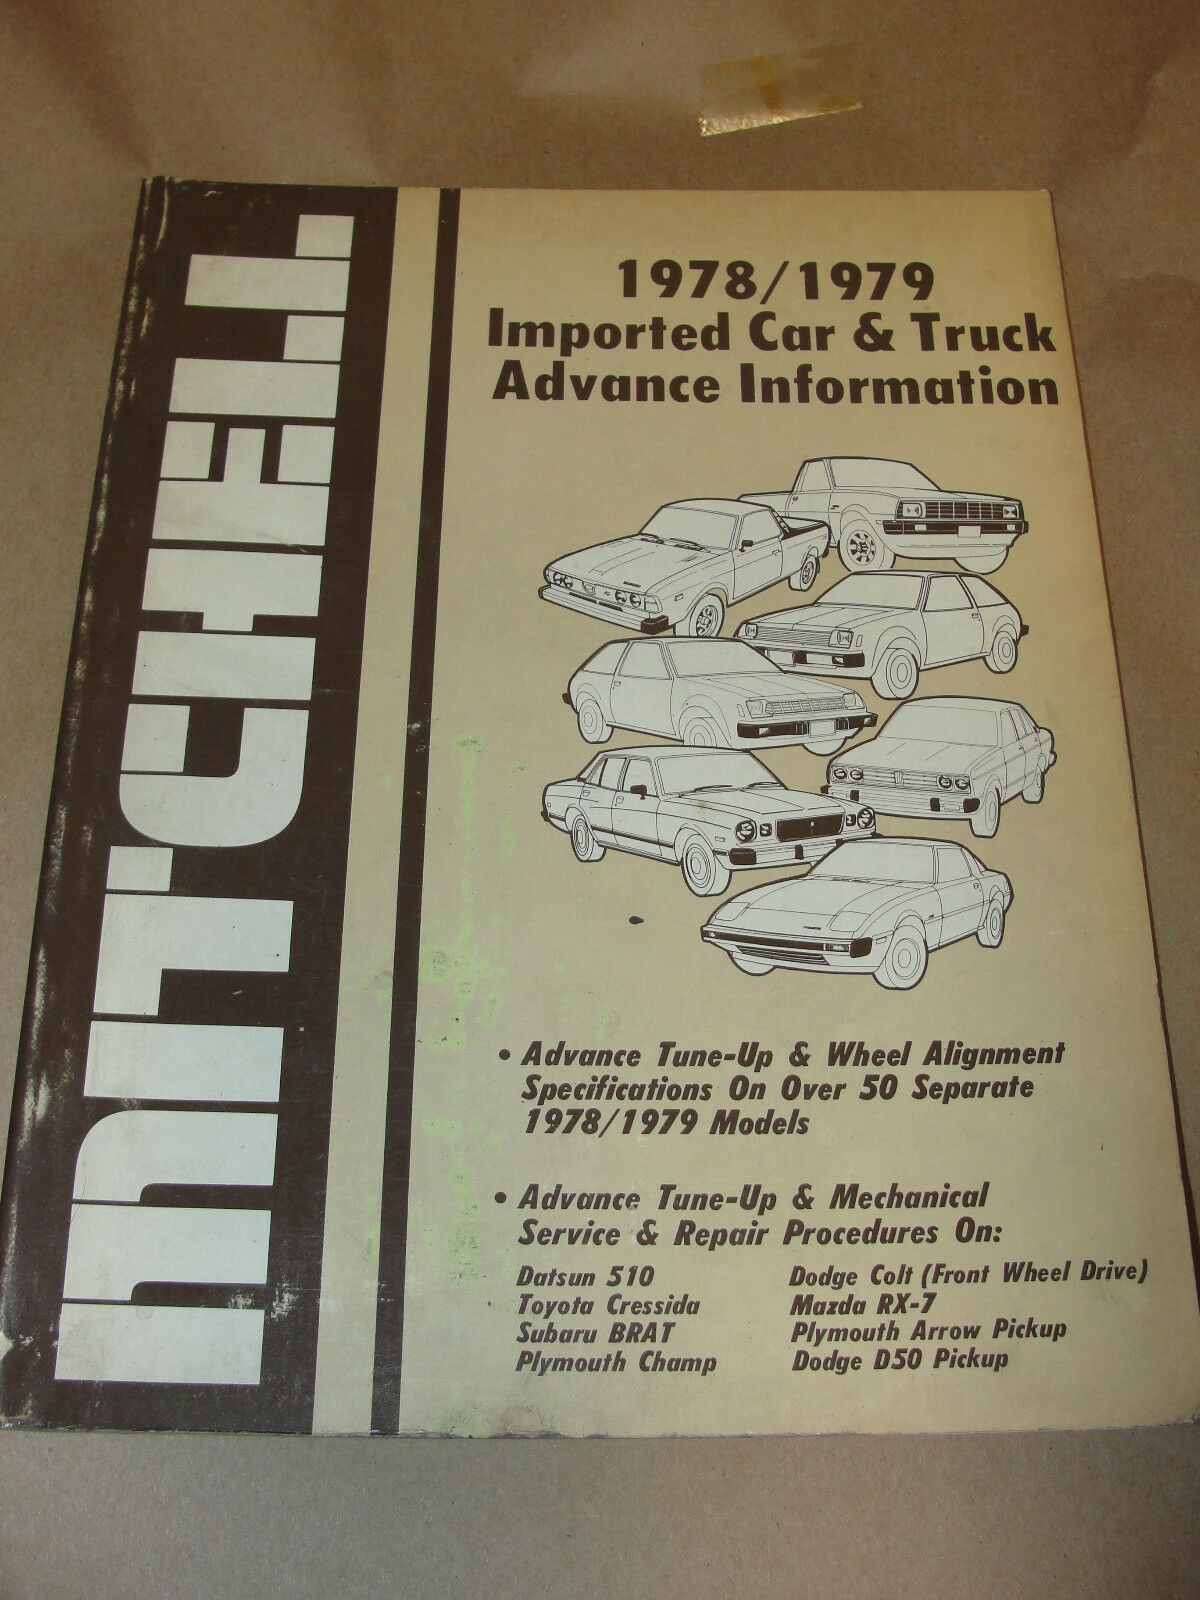 mITCHELL
1978/1979
Imported Car & Truck
Advance Information
• Advance Tune-Up & Wheel Alignment
Specifications On Over 50 Separate
1978/1979 Models
• Advance Tune-Up & Mechanical
Service & Repair Procedures On:
Datsun 510
Toyota Cressida
Subaru BRAT
Plymouth Champ
Dodge Colt (Front Wheel Drive)
Mazda RX-7
Plymouth Arrow Pickup
Dodge D50 Pickup